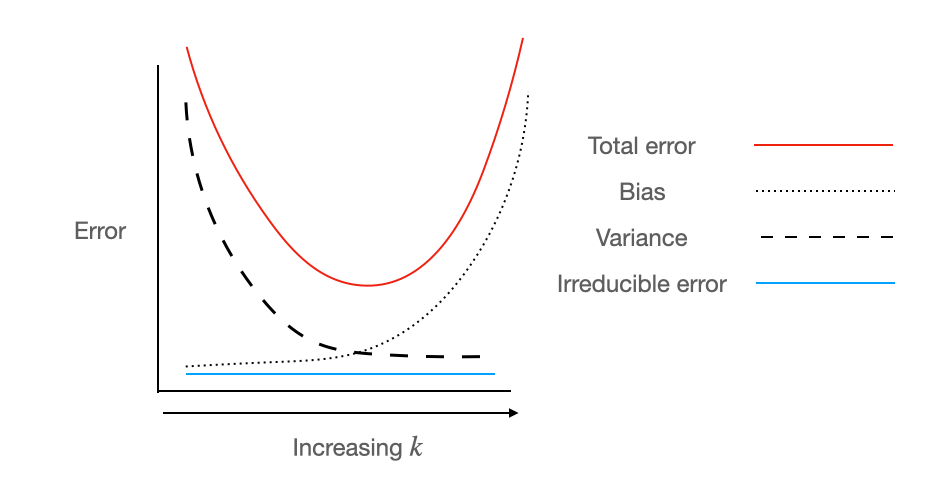 Error
Total error
Bias
Variance
Irreducible error
Increasing k